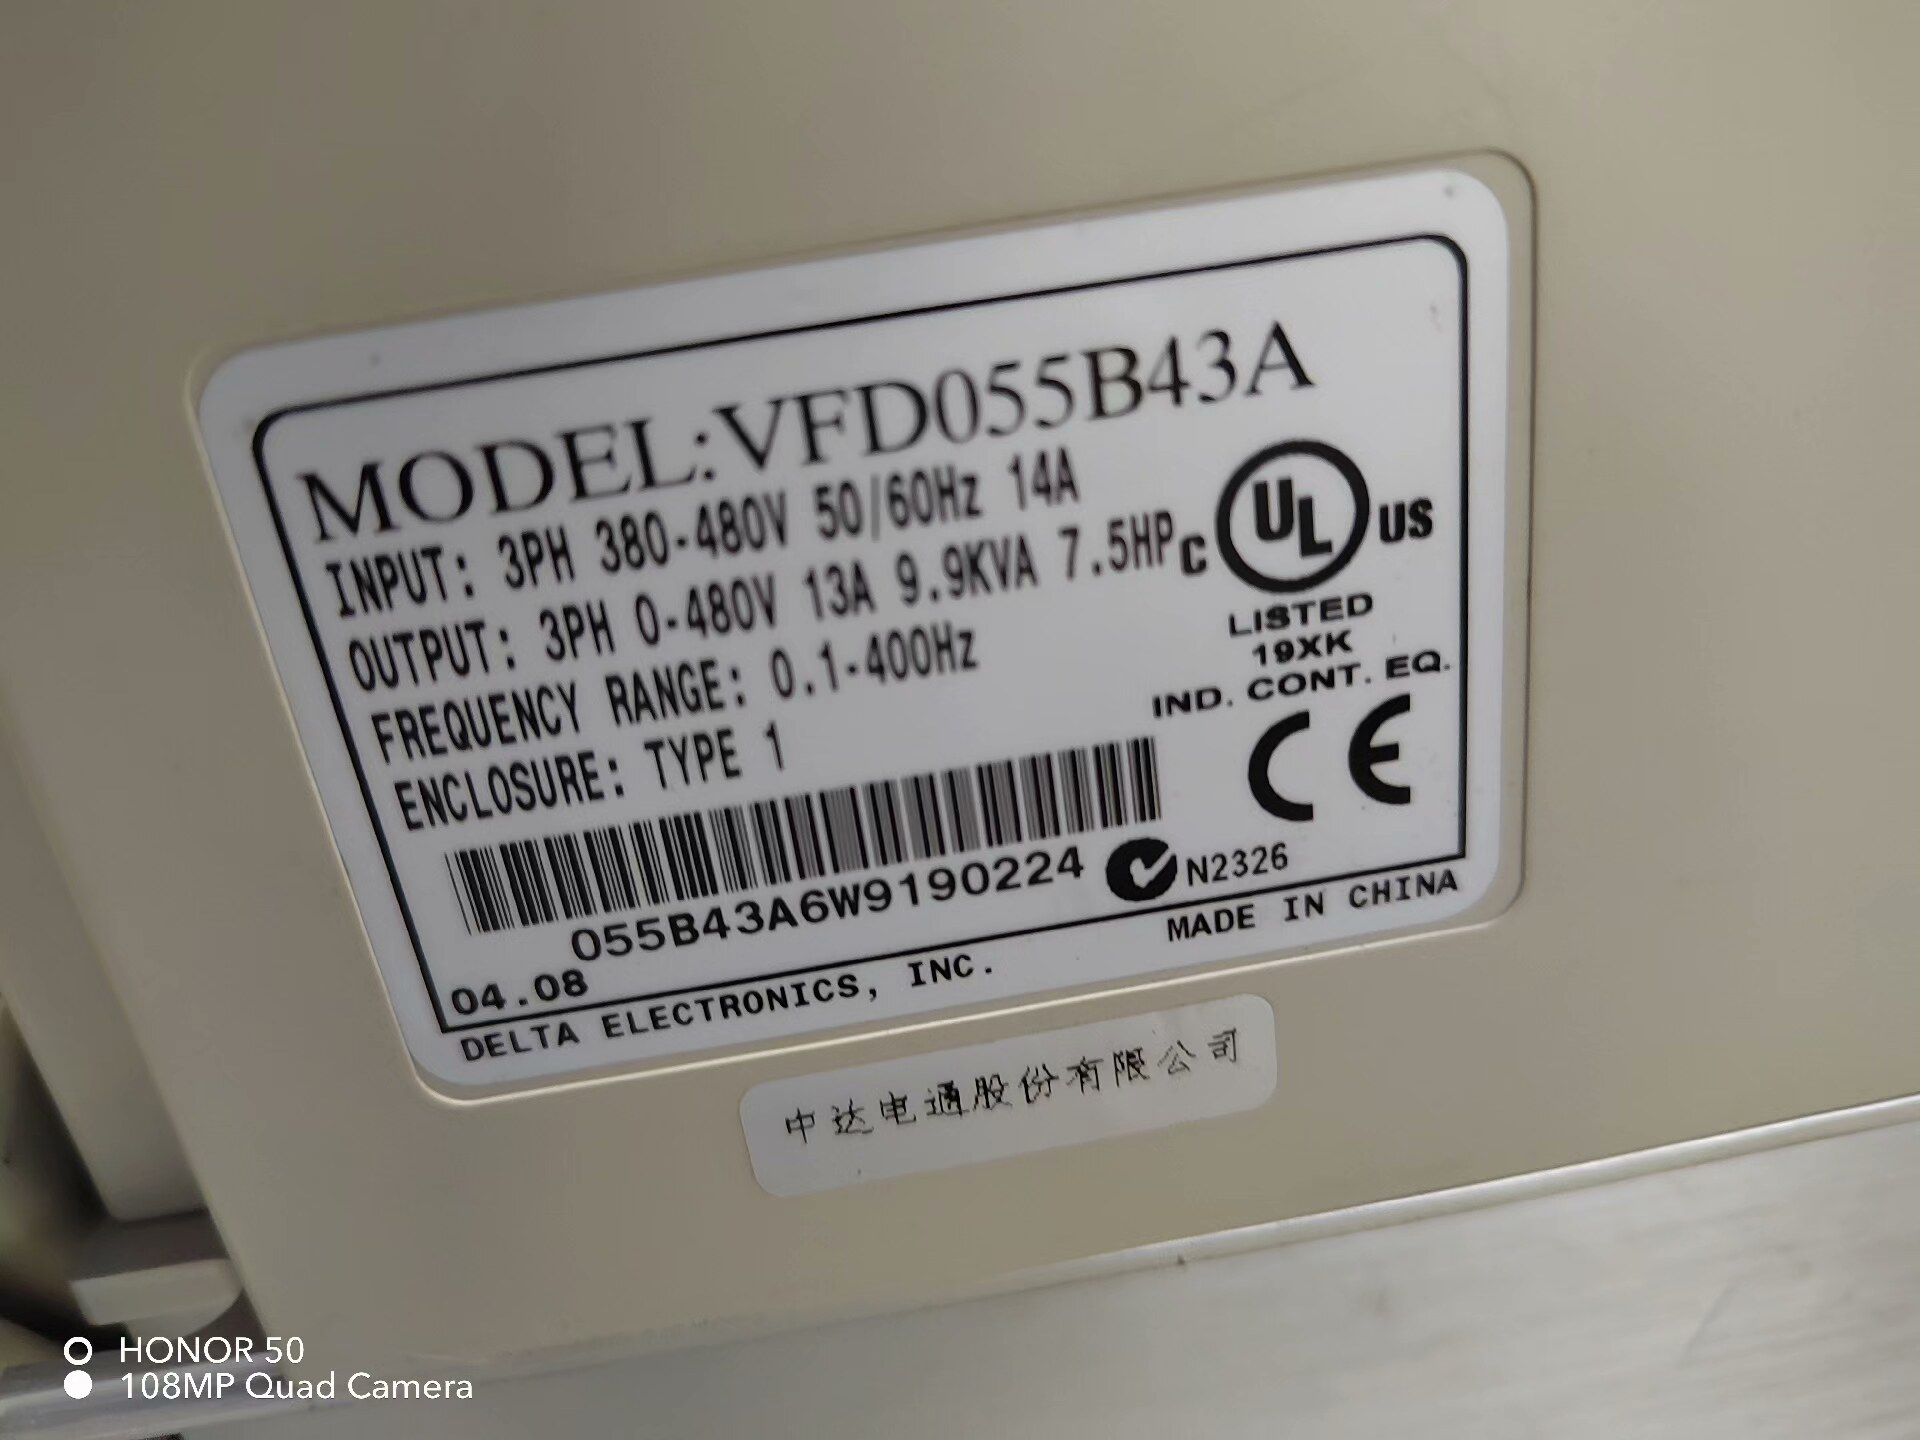 MODEL:VFD055B43A
INPUT: 3PH 380-480V 50/60Hz 14A
OUTPUT: 3PH 0-480V 13A 9.9KVA 7.5HP
FREQUENCY RANGE: 0.1-400Hz
ENCLOSURE: TYPE 1
C UL US
LISTED
19XK
IND. CONT. EQ.
CE
055B43A6W9190224
N2326
04.08
DELTA ELECTRONICS, INC.
MADE IN CHINA
中达电通股份有限公司
HONOR 50
108MP Quad Camera